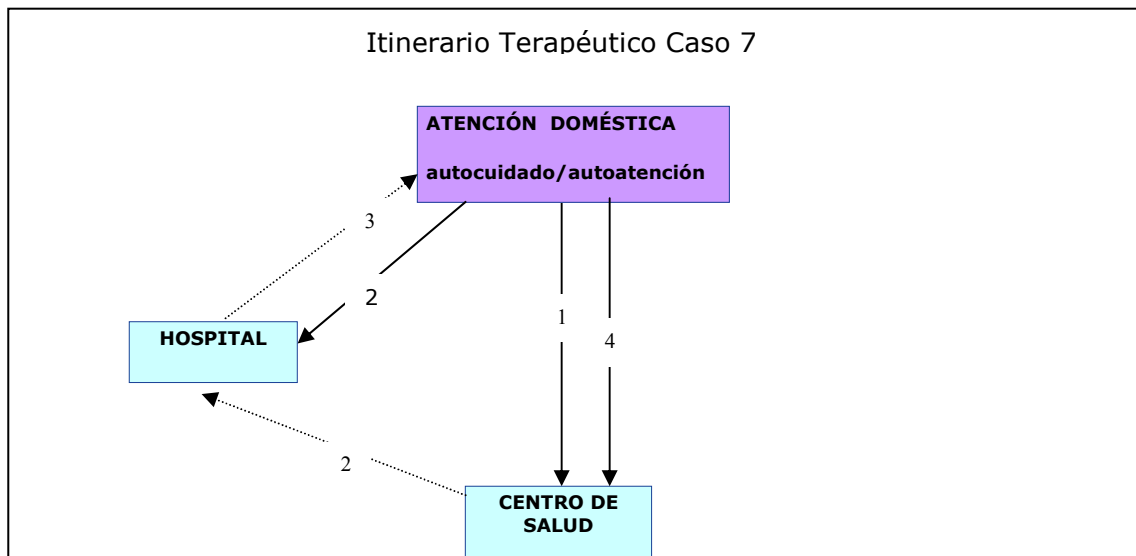 Itinerario Terapéutico Caso 7
ATENCIÓN DOMÉSTICA
autocuidado/autoatención
3
2
1
4
HOSPITAL
2
CENTRO DE
SALUD